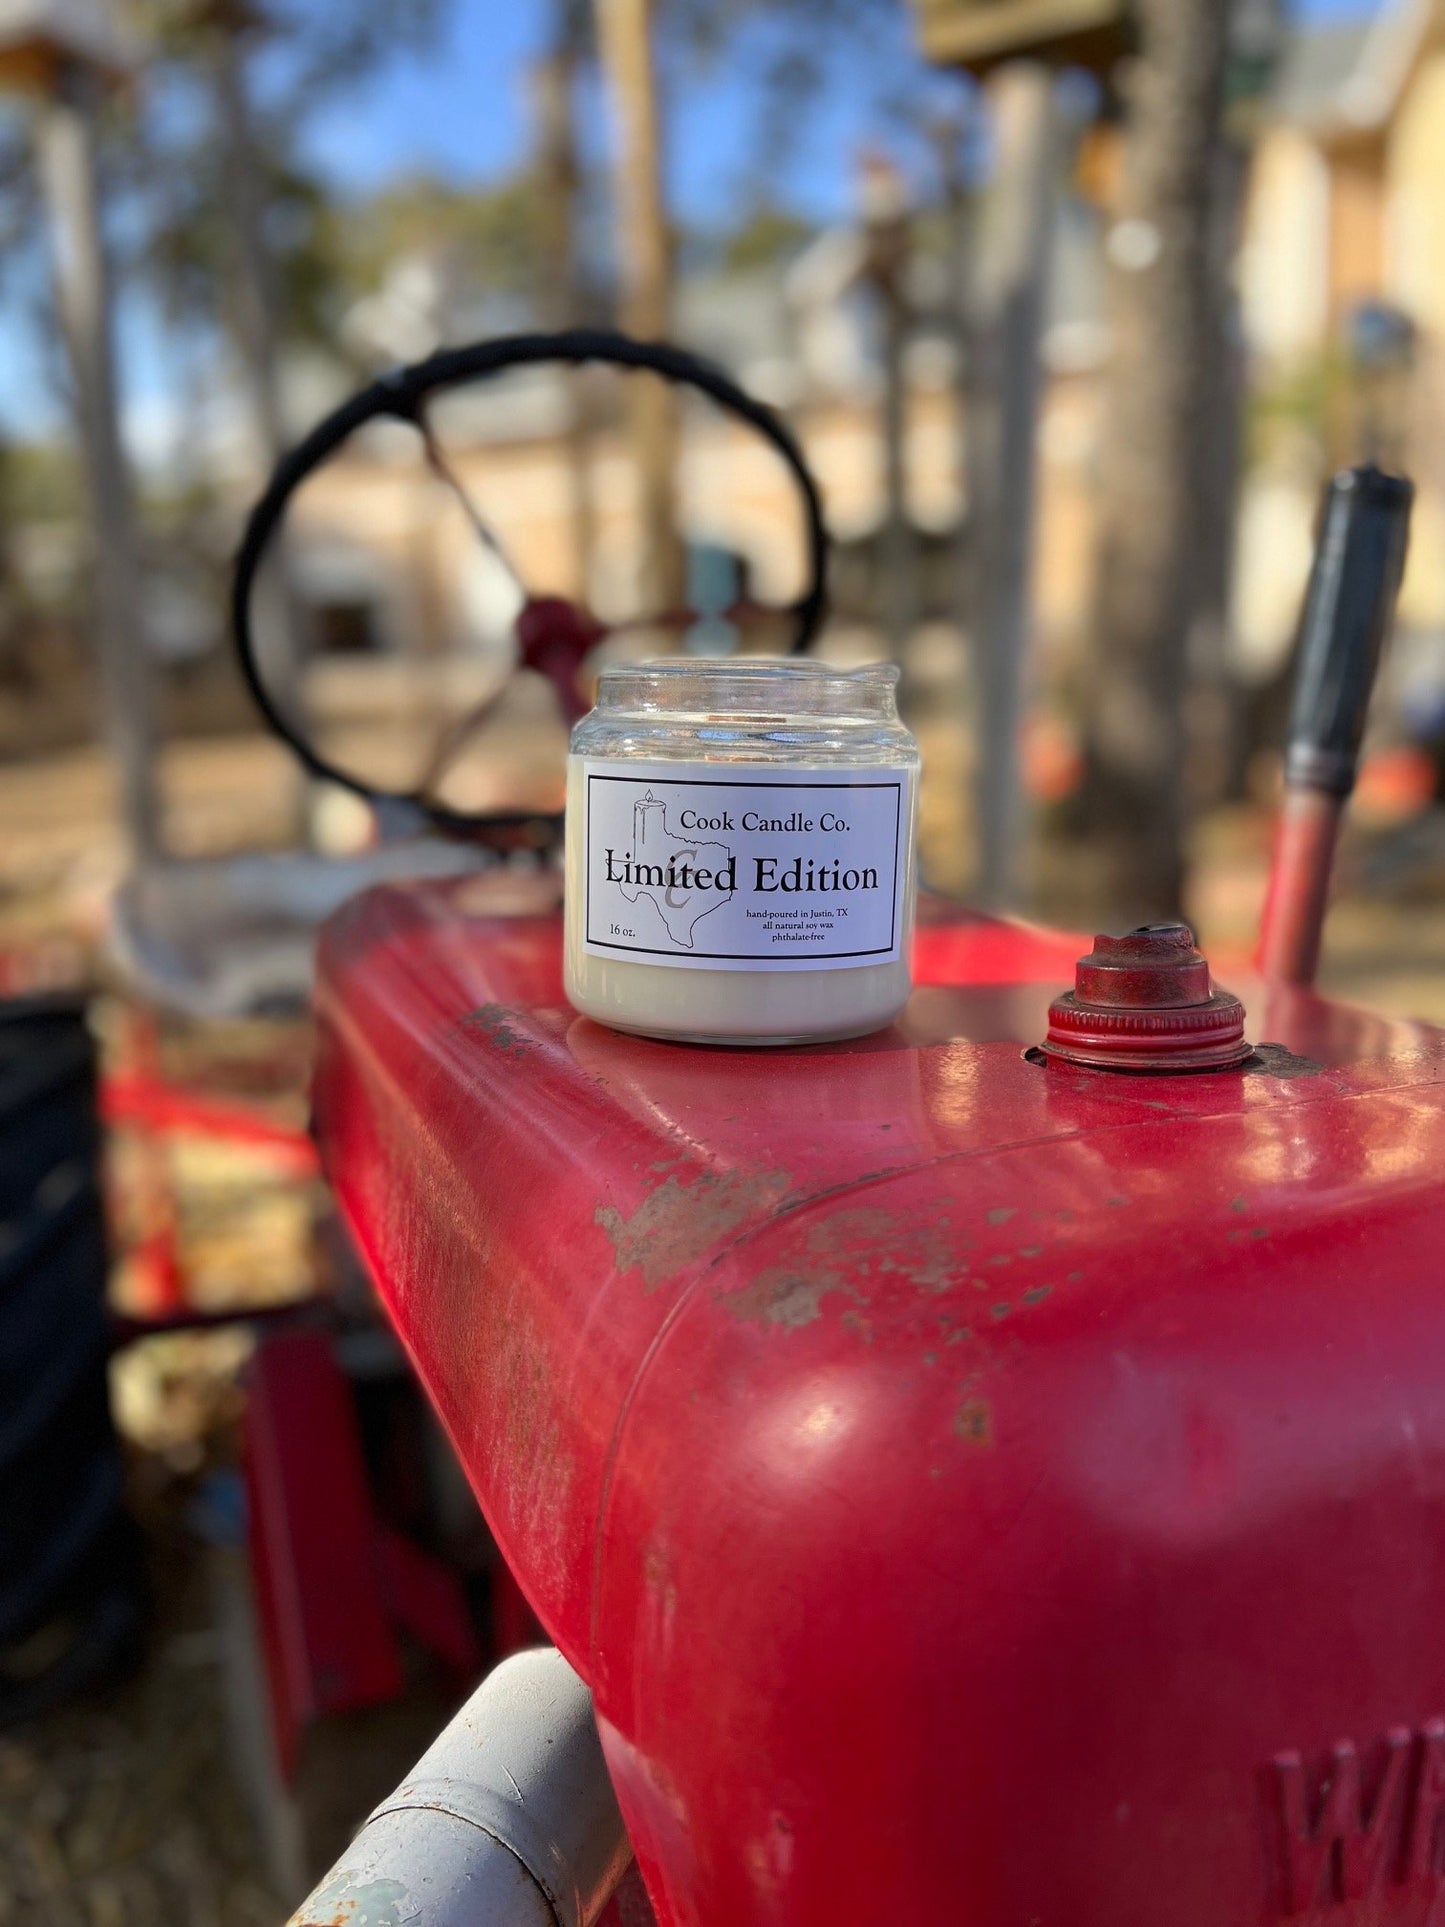 Cook Candle Co.
Limited Edition
hand-poured in Justin, TX
all natural soy wax
phthalate-free
16 oz.